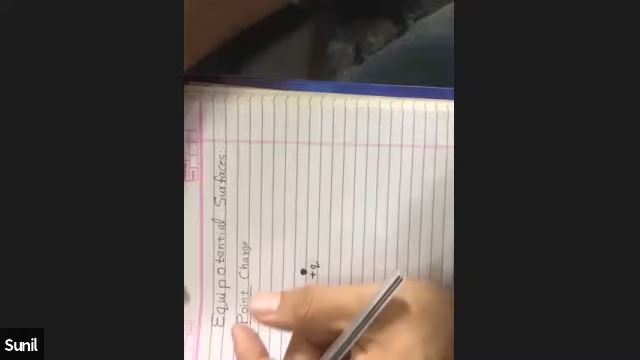 Equipotential Surfaces:
Point Charge
+q
Sunil